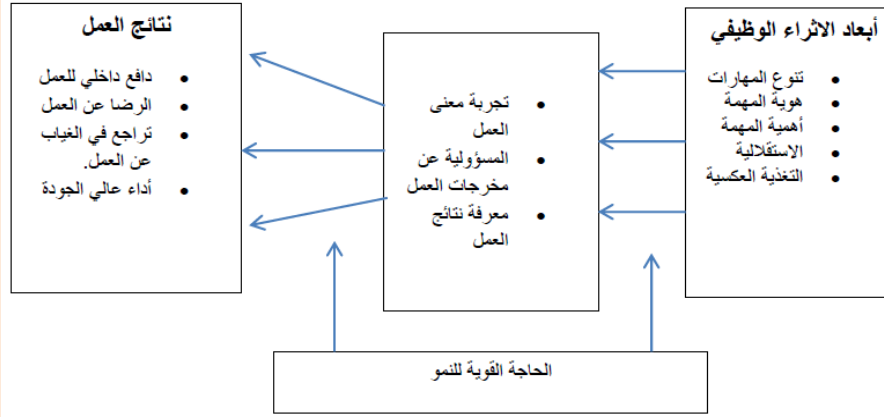 أبعاد الاثراء الوظيفي
تنوع المهارات
هوية المهمة
أهمية المهمة
الاستقلالية
التغذية العكسية
تجربة معنى
العمل
المسؤولية عن
مخرجات العمل
معرفة نتائج
العمل
نتائج العمل
دافع داخلي للعمل
الرضا عن العمل
تراجع في الغياب
عن العمل.
أداء عالي الجودة
الحاجة القوية للنمو